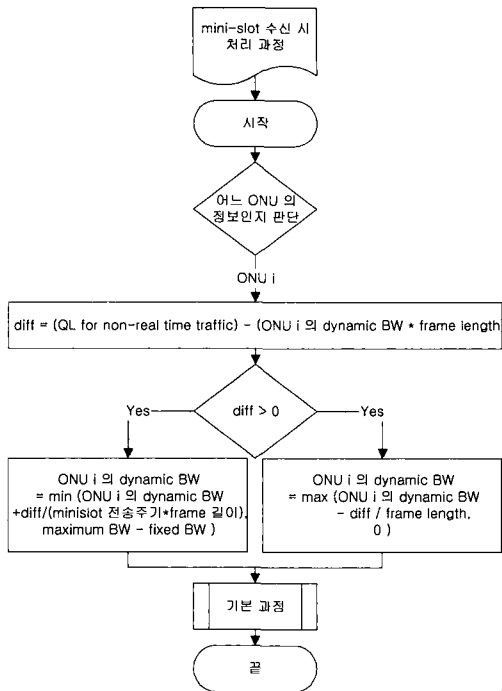 mini-slot 수신 시
처리 과정
시작
어느 ONU 의
정보인지 판단
ONU i
diff = (QL for non-real time traffic) - (ONU i 의 dynamic BW * frame length
diff > 0
Yes
Yes
ONU i 의 dynamic BW
= min (ONU i 의 dynamic BW
+diff/(minislot 전송주기*frame 길이),
maximum BW - fixed BW )
ONU i 의 dynamic BW
= max (ONU i 의 dynamic BW
- diff / frame length,
0 )
기본 과정
끝